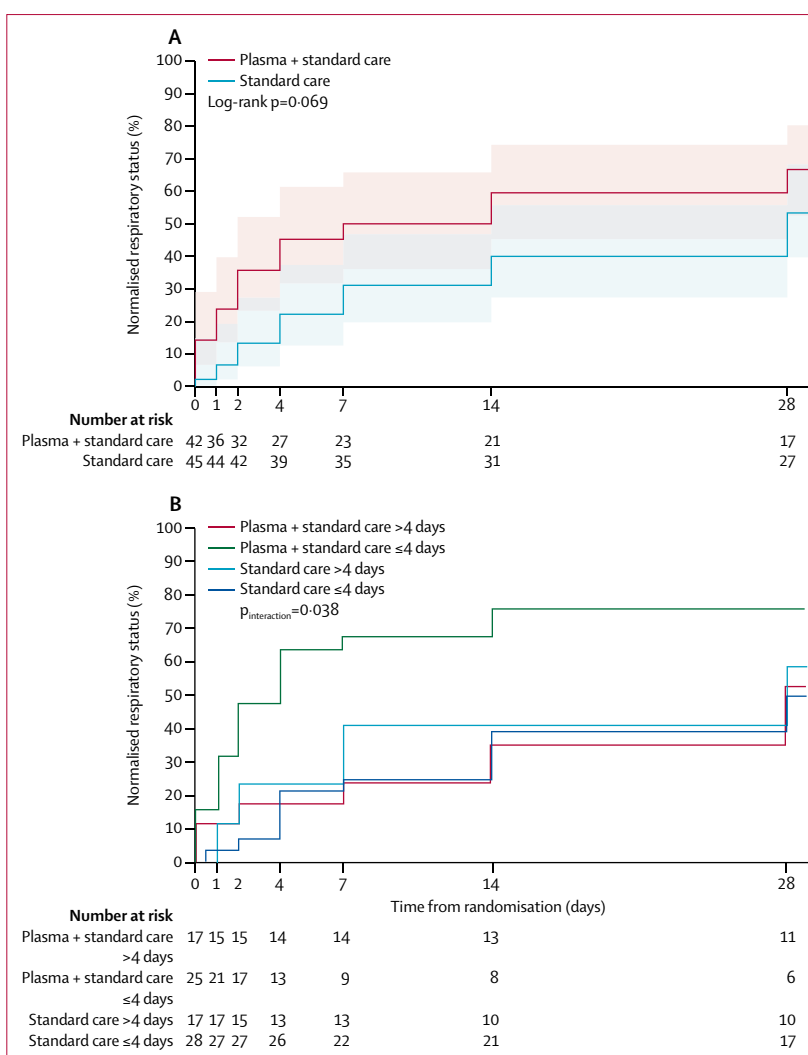 A
Plasma + standard care
Standard care
Log-rank p=0·069
100
90
80
70
60
50
40
30
20
10
0
Normalised respiratory status (%)
0 1 2 4 7 14 28
Number at risk
Plasma + standard care 42 36 32 27 23 21 17
Standard care 45 44 42 39 35 31 27
B
Plasma + standard care >4 days
Plasma + standard care ≤4 days
Standard care >4 days
Standard care ≤4 days
pinteraction=0·038
100
90
80
70
60
50
40
30
20
10
0
Normalised respiratory status (%)
0 1 2 4 7 14 28
Time from randomisation (days)
Number at risk
Plasma + standard care 17 15 15 14 14 13 11
>4 days
Plasma + standard care 25 21 17 13 9 8 6
≤4 days
Standard care >4 days 17 17 15 13 13 10 10
Standard care ≤4 days 28 27 27 26 22 21 17